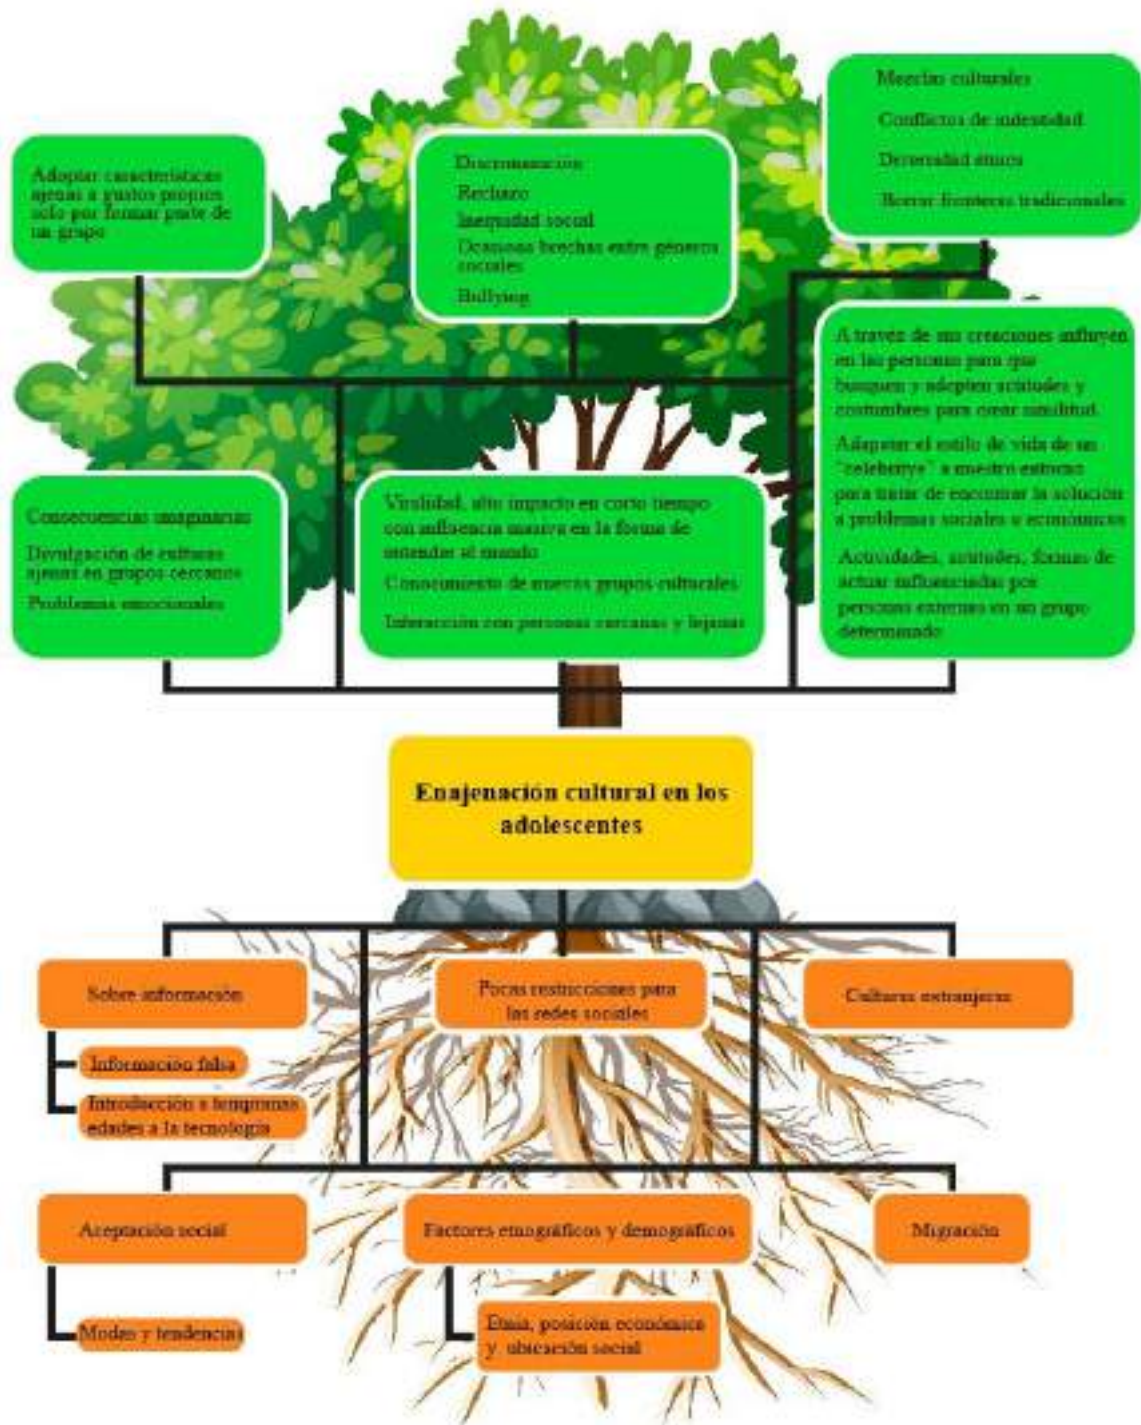 Adoptar características
ajenas a gustos propios
solo por formar parte de
un grupo
Discriminación
Rechazo
Inequidad social
Ocasiona brechas entre géneros
sociales
Bullying
Mezclas culturales
Conflictos de indentidad
Diversidad étnica
Borrar fronteras tradicionales
Consecuencias imaginarias
Divulgación de culturas
ajenas en grupos cercanos
Problemas emocionales
Viralidad, alto impacto en corto tiempo
con influencia masiva en la forma de
entender el mundo
Conocimiento de nuevos grupos culturales
Interacción con personas cercanas y lejanas
A través de sus creaciones influyen
en las personas para que
busquen y adopten actitudes y
costumbres para crear similitud.
Adaptar el estilo de vida de un
"celebritye" a nuestro entorno
para tratar de encontrar la solución
a problemas sociales o económicos
Actividades, actitudes, formas de
actuar influenciadas por
personas externas en un grupo
determinado
Enajenación cultural en los
adolescentes
Sobre información
Información falsa
Introducción a tempranas
edades a la tecnología
Pocas restricciones para
las redes sociales
Culturas extranjeras
Aceptación social
Modas y tendencias
Factores etnográficos y demográficos
Etnia, posición económica
y ubicación social
Migración